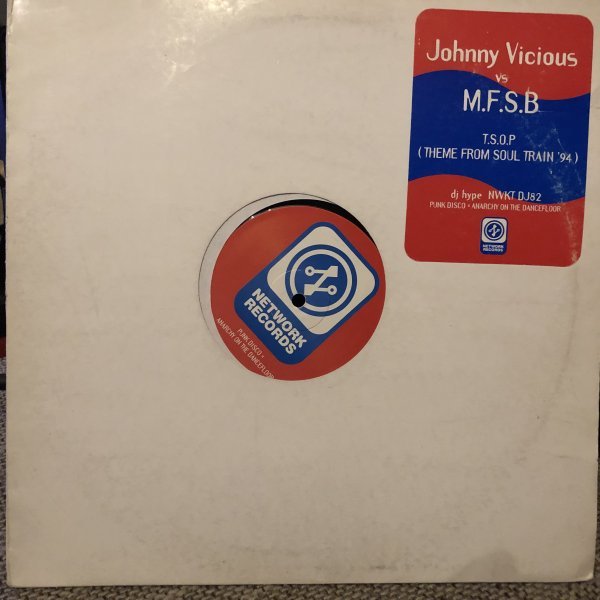 Johnny Vicious
vs
M.F.S.B
T.S.O.P
( THEME FROM SOUL TRAIN '94 )
dj hype NWKT DJ82
PUNK DISCO • ANARCHY ON THE DANCEFLOOR
NETWORK
RECORDS
NETWORK
RECORDS
PUNK DISCO •
ANARCHY ON THE DANCEFLOOR